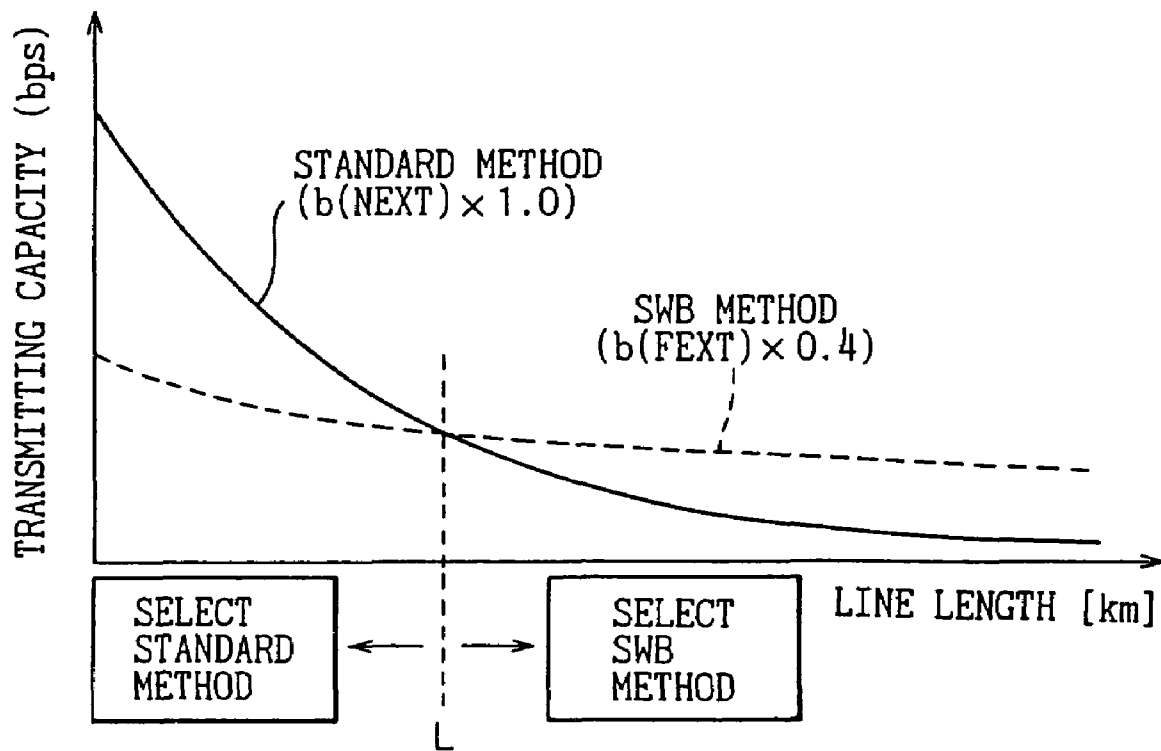 TRANSMITTING CAPACITY (bps)
STANDARD METHOD
(b(NEXT)×1.0)
SWB METHOD
(b(FEXT)×0.4)
LINE LENGTH [km]
SELECT
STANDARD
METHOD
SELECT
SWB
METHOD
L